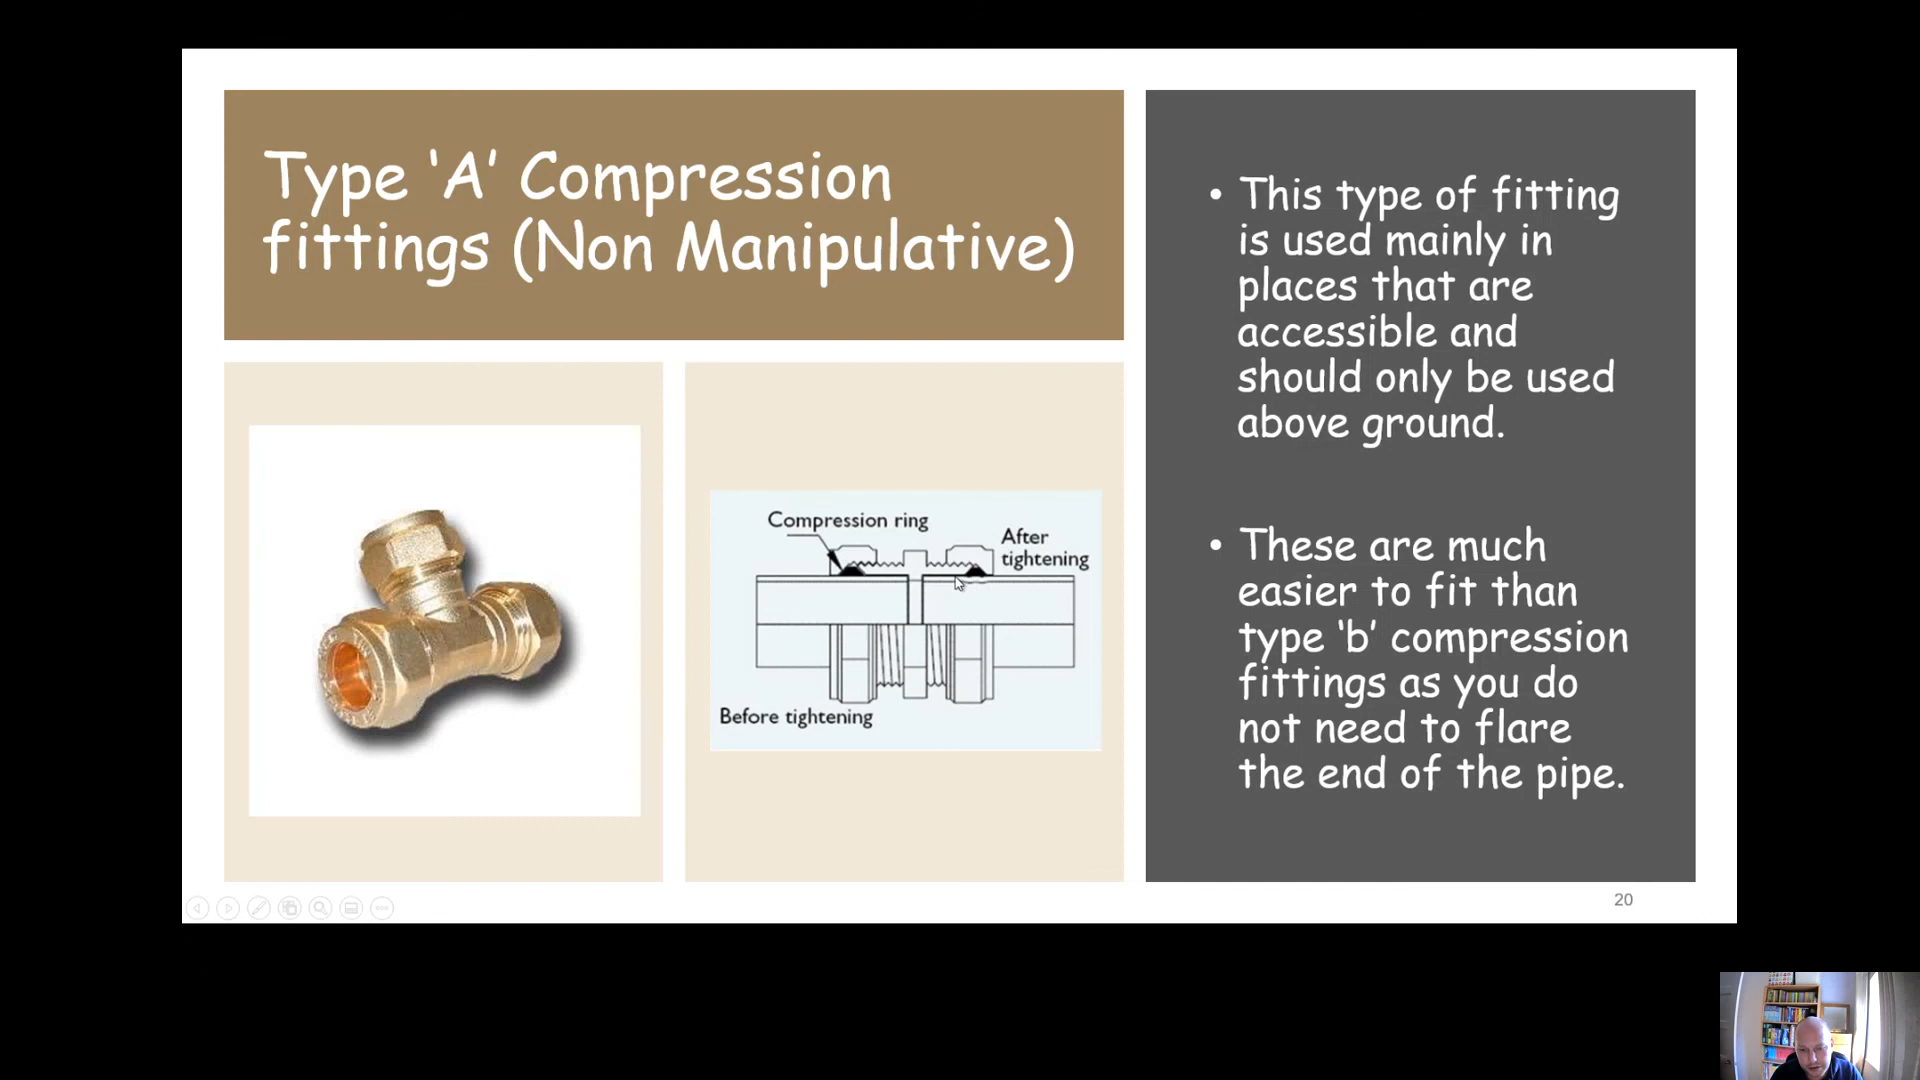 Type ‘A’ Compression
fittings (Non Manipulative)
Compression ring
After
tightening
Before tightening
• This type of fitting
is used mainly in
places that are
accessible and
should only be used
above ground.
• These are much
easier to fit than
type ‘b’ compression
fittings as you do
not need to flare
the end of the pipe.
20